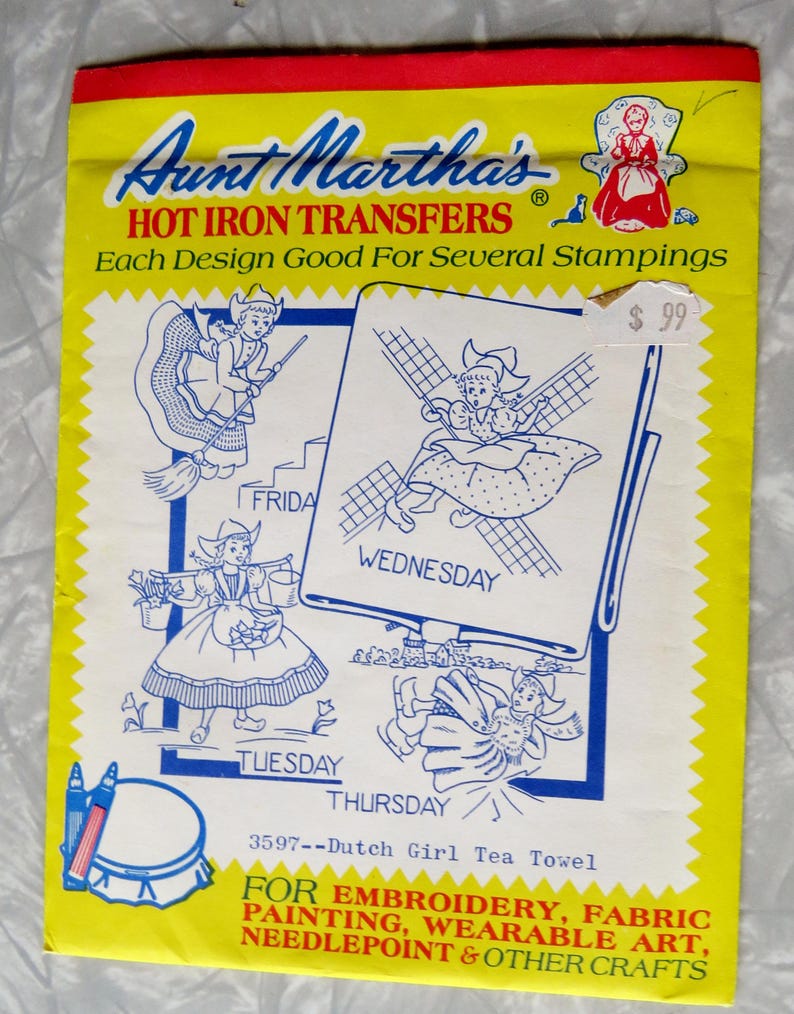 Aunt Martha's®
HOT IRON TRANSFERS
Each Design Good For Several Stampings
$ .99
FRIDA
WEDNESDAY
TUESDAY
THURSDAY
3597--Dutch Girl Tea Towel
FOR EMBROIDERY, FABRIC
PAINTING, WEARABLE ART,
NEEDLEPOINT & OTHER CRAFTS